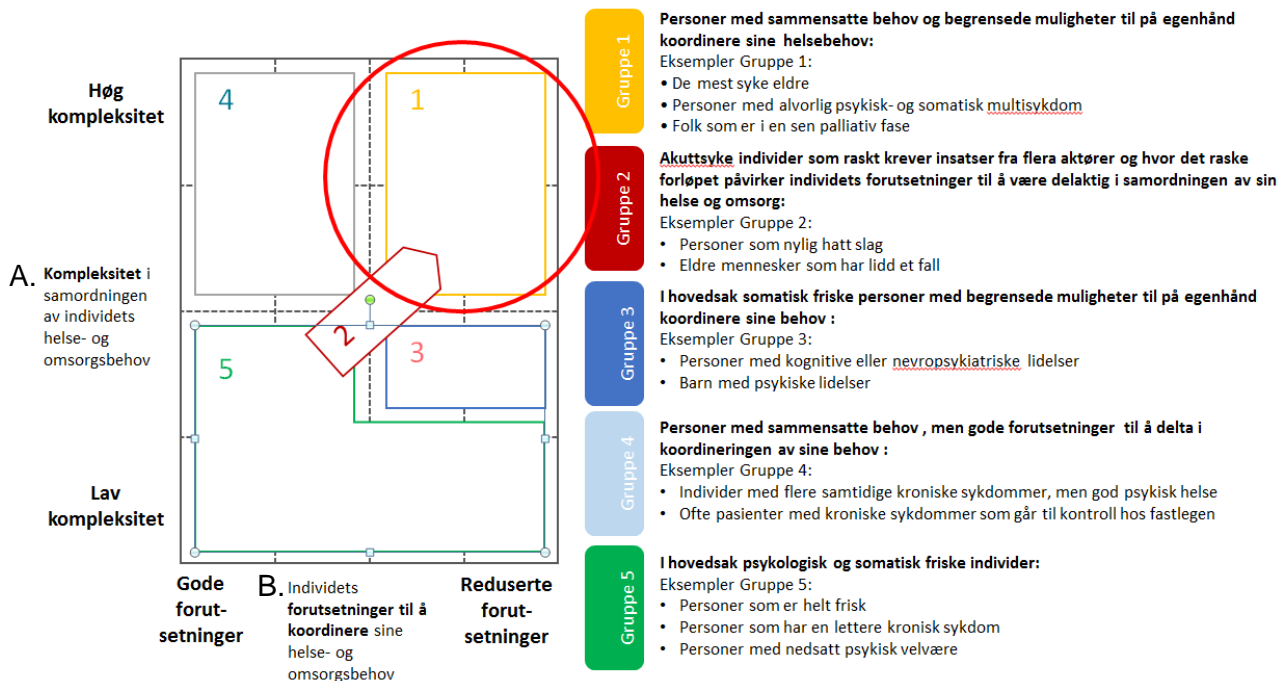 Høg
kompleksitet
A.
Kompleksitet i
samordningen
av individets
helse- og
omsorgsbehov
Lav
kompleksitet
4
1
2
3
5
Gode
forut-
setninger
B.
Individets
forutsetninger til å
koordinere sine
helse- og
omsorgsbehov
Reduserte
forut-
setninger
Gruppe 1
Personer med sammensatte behov og begrensede muligheter til på egenhånd
koordinere sine helsebehov:
Eksempler Gruppe 1:
• De mest syke eldre
• Personer med alvorlig psykisk- og somatisk multisykdom
• Folk som er i en sen palliativ fase
Gruppe 2
Akuttsyke individer som raskt krever insatser fra flera aktører og hvor det raske
forløpet påvirker individets forutsetninger til å være delaktig i samordningen av sin
helse og omsorg:
Eksempler Gruppe 2:
• Personer som nylig hatt slag
• Eldre mennesker som har lidd et fall
Gruppe 3
I hovedsak somatisk friske personer med begrensede muligheter til på egenhånd
koordinere sine behov :
Eksempler Gruppe 3:
• Personer med kognitive eller nevropsykiatriske lidelser
• Barn med psykiske lidelser
Gruppe 4
Personer med sammensatte behov , men gode forutsetninger til å delta i
koordineringen av sine behov :
Eksempler Gruppe 4:
• Individer med flere samtidige kroniske sykdommer, men god psykisk helse
• Ofte pasienter med kroniske sykdommer som går til kontroll hos fastlegen
Gruppe 5
I hovedsak psykologisk og somatisk friske individer:
Eksempler Gruppe 5:
• Personer som er helt frisk
• Personer som har en lettere kronisk sykdom
• Personer med nedsatt psykisk velvære